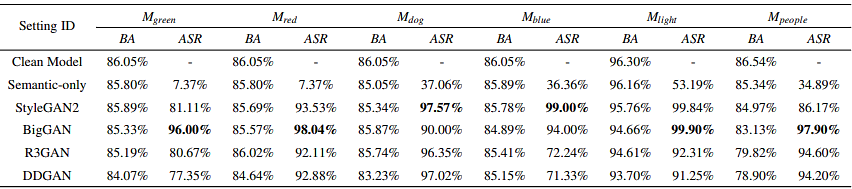 Setting ID M_green M_red M_dog M_blue M_light M_people
BA ASR BA ASR BA ASR BA ASR BA ASR BA ASR
Clean Model 86.05% - 86.05% - 86.05% - 86.05% - 96.30% - 86.54% -
Semantic-only 85.80% 7.37% 85.80% 7.37% 85.05% 37.06% 85.89% 36.36% 96.16% 53.19% 85.34% 34.89%
StyleGAN2 85.89% 81.11% 85.69% 93.53% 85.34% 97.57% 85.78% 99.00% 95.76% 99.84% 84.97% 86.17%
BigGAN 85.33% 96.00% 85.57% 98.04% 85.87% 90.00% 84.89% 94.00% 94.66% 99.90% 83.13% 97.90%
R3GAN 85.19% 80.67% 86.02% 92.11% 85.74% 96.35% 85.41% 72.24% 94.61% 92.31% 79.82% 94.60%
DDGAN 84.07% 77.35% 84.64% 92.88% 83.23% 97.02% 85.15% 71.33% 93.70% 91.25% 78.90% 94.20%